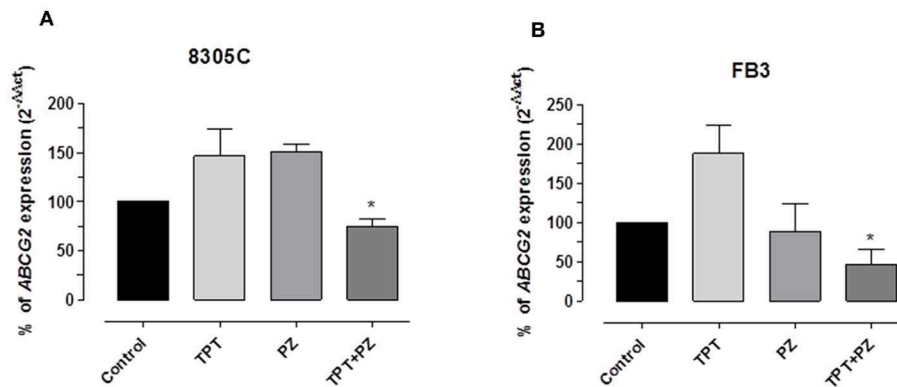 A
8305C
% of ABCG2 expression (2^-ΔΔct)
200
150
100
50
0
Control
TPT
PZ
TPT+PZ
*
B
FB3
% of ABCG2 expression (2^-ΔΔct)
250
200
150
100
50
0
Control
TPT
PZ
TPT+PZ
*